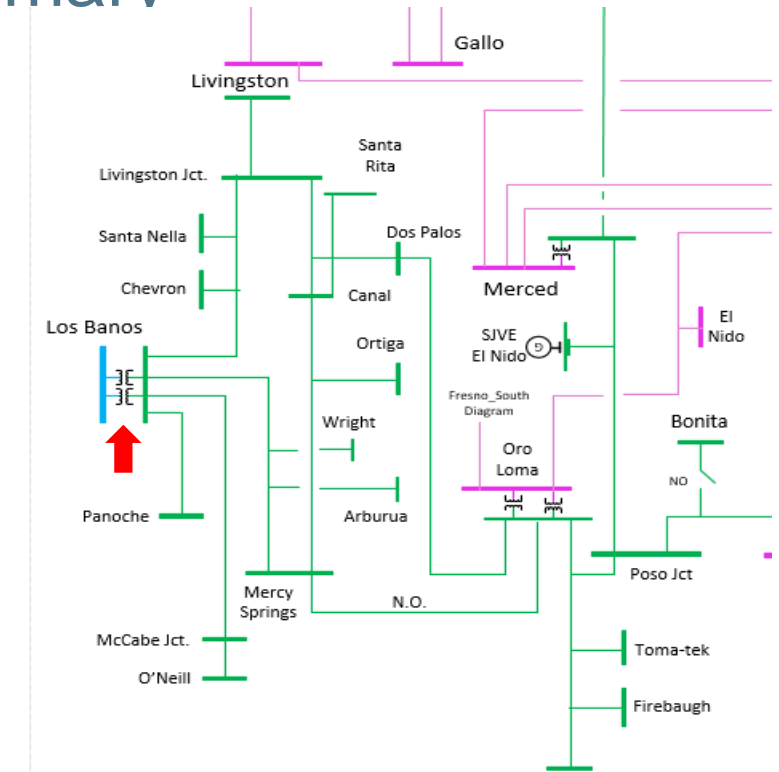 Gallo
Livingston
Santa
Rita
Livingston Jct.
Santa Nella
Dos Palos
Chevron
Canal
Merced
Los Banos
Ortiga
SJVE
El Nido
G
El
Nido
Fresno_South
Diagram
Wright
Bonita
Oro
Loma
NO
Panoche
Arburua
Poso Jct
Mercy
Springs
N.O.
McCabe Jct.
O'Neill
Toma-tek
Firebaugh